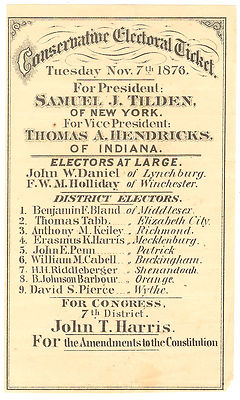 Conservative Electoral Ticket.
Tuesday Nov. 7th 1876.
For President:
SAMUEL J. TILDEN,
OF NEW YORK.
For Vice President:
THOMAS A. HENDRICKS,
OF INDIANA.
ELECTORS AT LARGE.
John W. Daniel of Lynchburg.
F. W. M. Holliday of Winchester.
DISTRICT ELECTORS.
1. Benjamin F. Bland of Middlesex.
2. Thomas Tabb. „ Elizabeth City.
3. Anthony M. Keiley „ Richmond.
4. Erasmus K. Harris „ Mecklenburg.
5. John E. Penn „ Patrick
6. William M. Cabell „ Buckingham.
7. H. H. Riddleberger „ Shenandoah.
8. B. Johnson Barbour „ Orange.
9. David S. Pierce „ Wythe.
FOR CONGRESS,
7th District.
John T. Harris.
For the Amendments to the Constitution